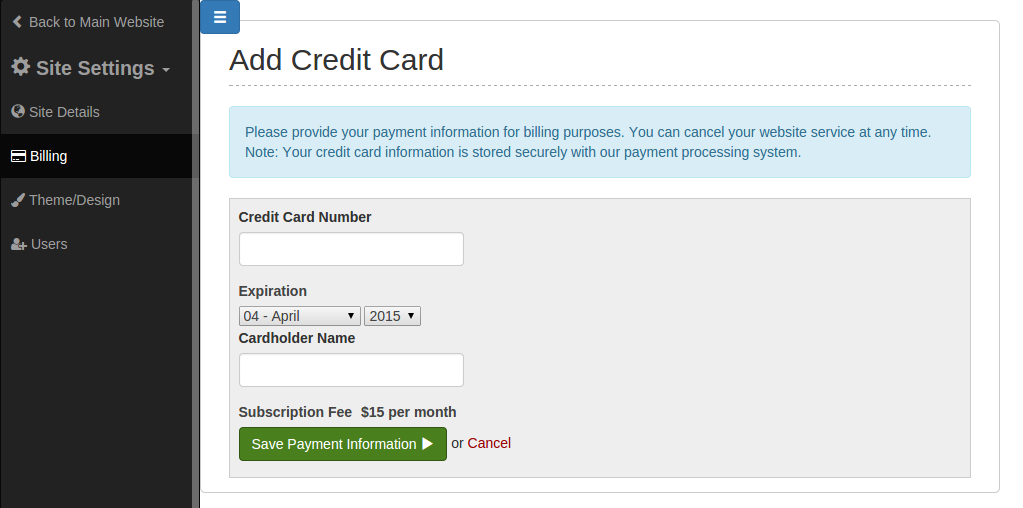 Back to Main Website
Site Settings
Site Details
Billing
Theme/Design
Users
Add Credit Card
Please provide your payment information for billing purposes. You can cancel your website service at any time.
Note: Your credit card information is stored securely with our payment processing system.
Credit Card Number
Expiration
04 - April 2015
Cardholder Name
Subscription Fee $15 per month
Save Payment Information or Cancel